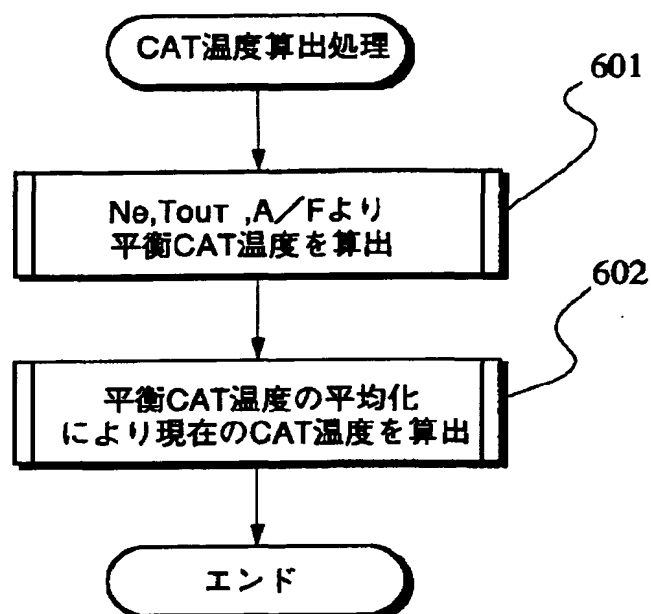 CAT温度算出処理
601
Ne,TOUT ,A／Fより
平衡CAT温度を算出
602
平衡CAT温度の平均化
により現在のCAT温度を算出
エンド